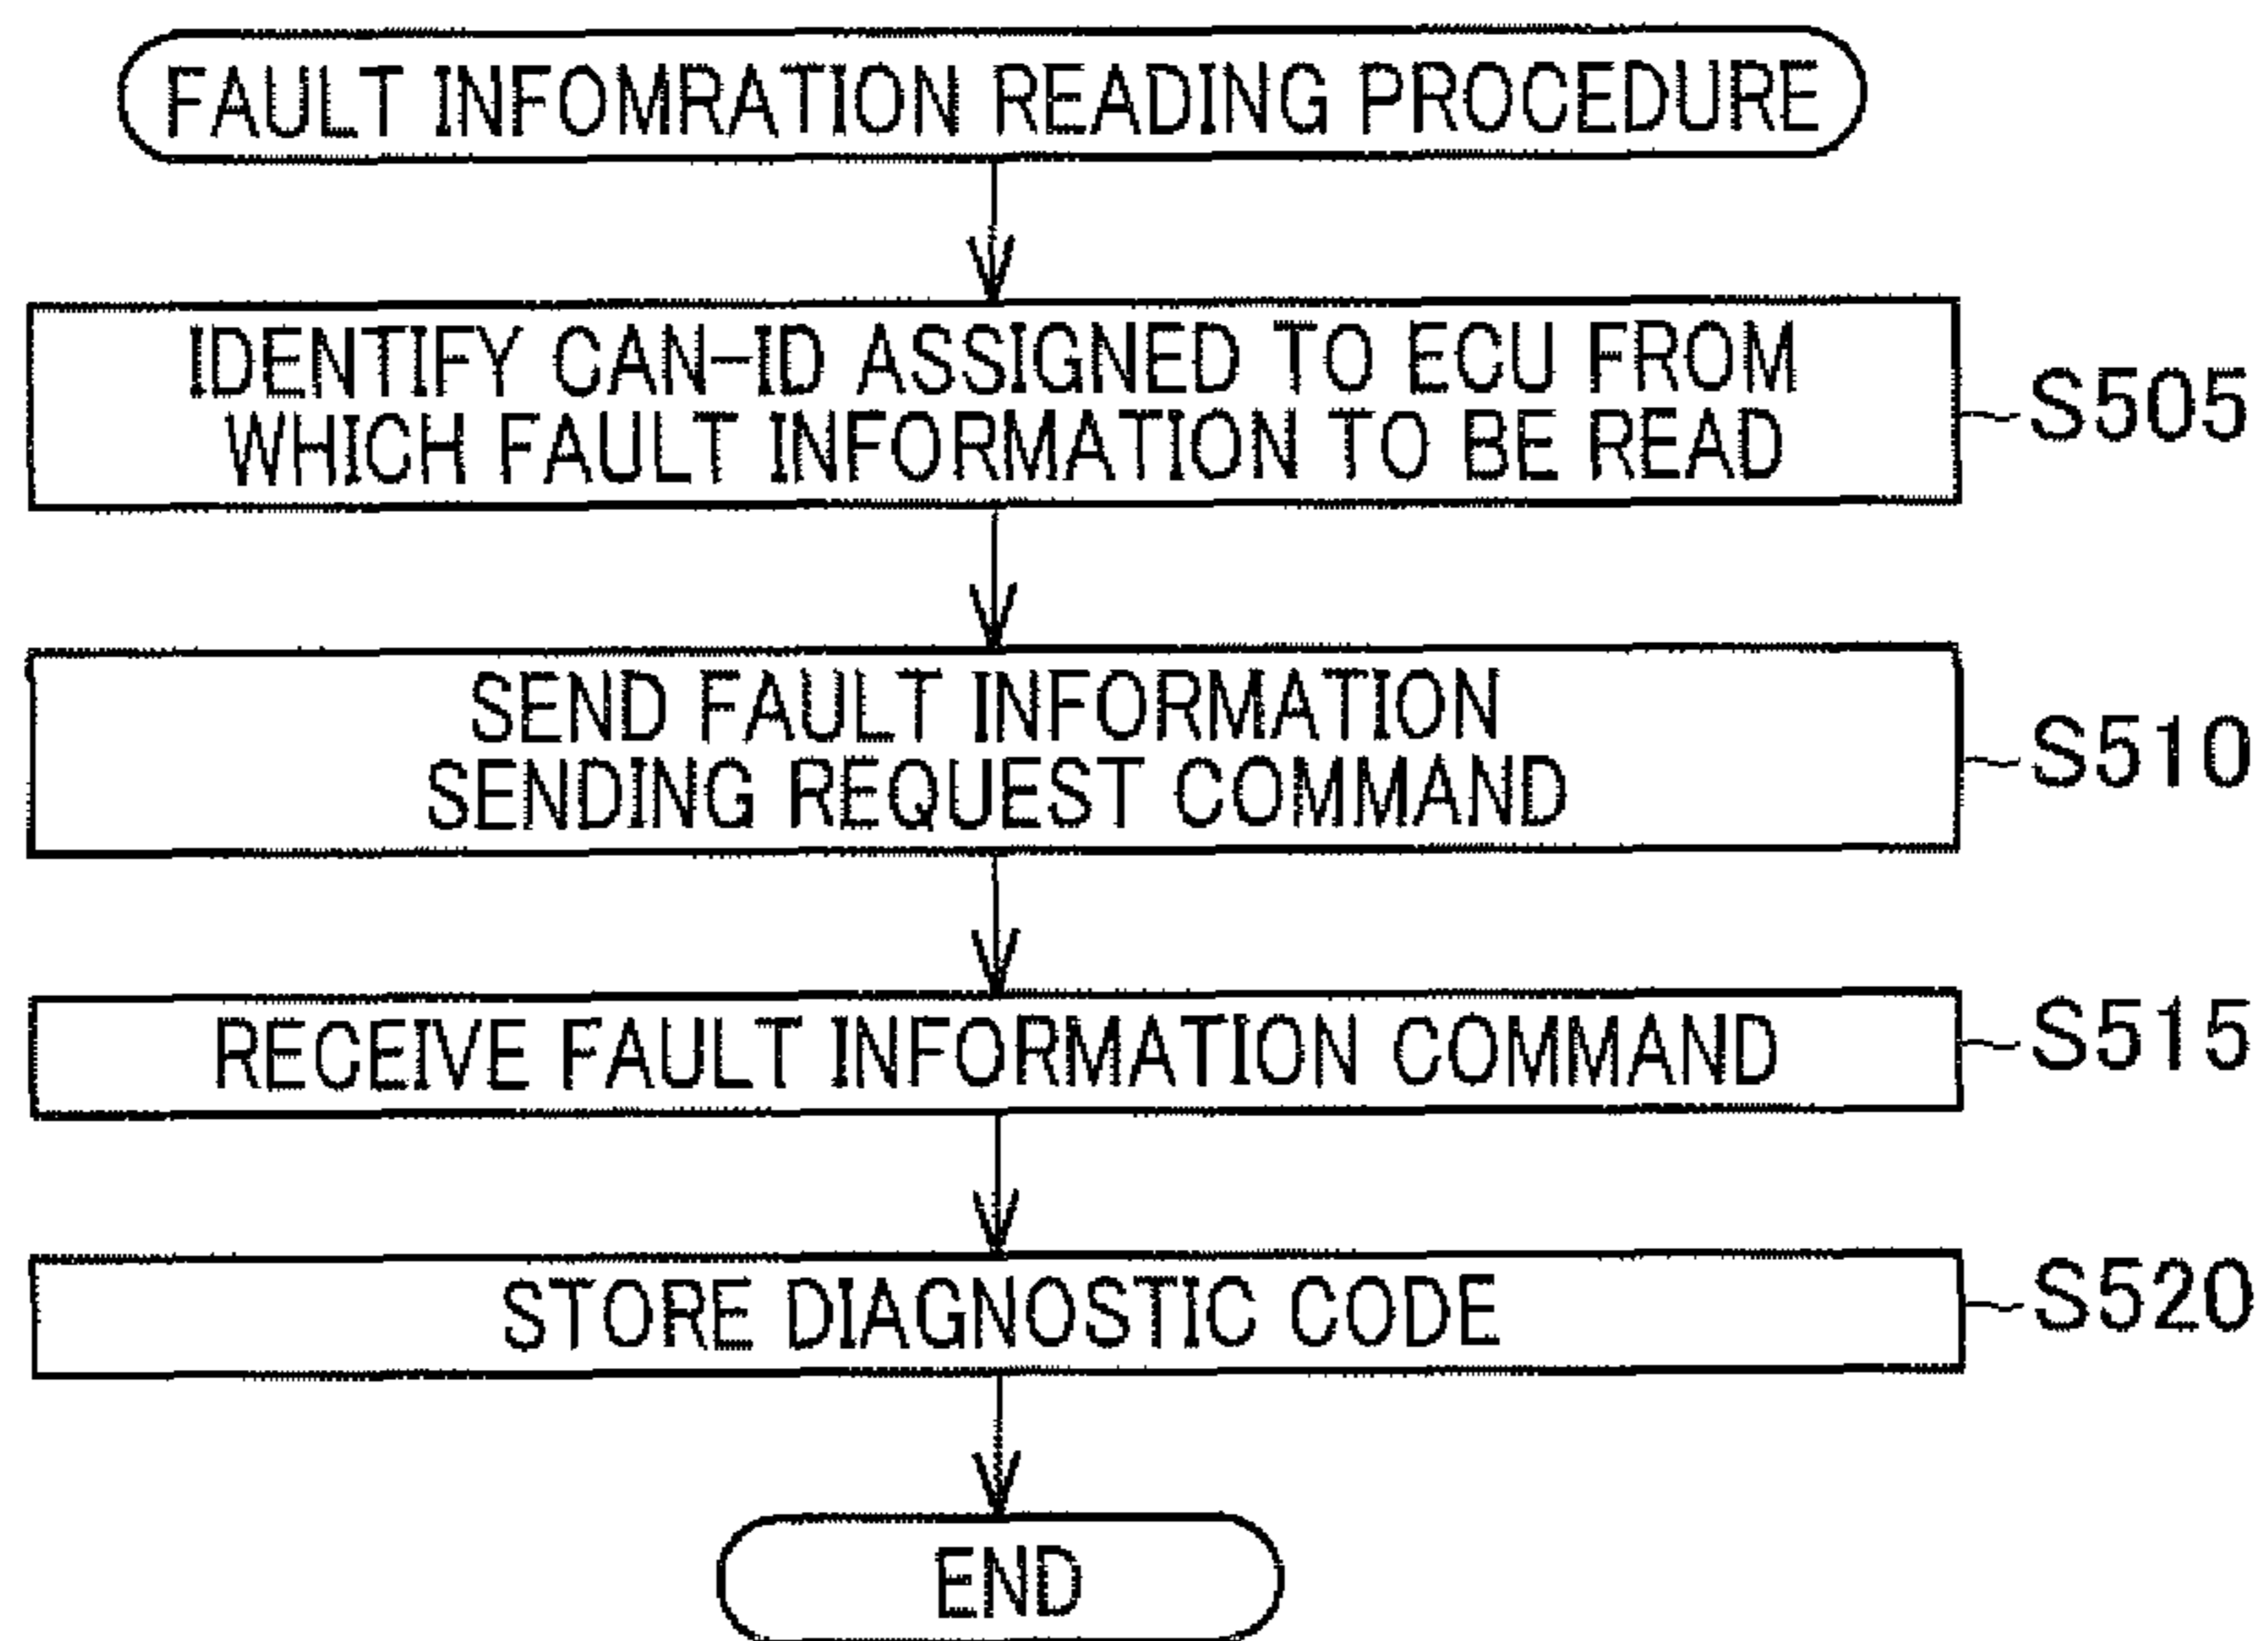 FAULT INFOMRATION READING PROCEDURE
IDENTIFY CAN-ID ASSIGNED TO ECU FROM
WHICH FAULT INFORMATION TO BE READ
S505
SEND FAULT INFORMATION
SENDING REQUEST COMMAND
S510
RECEIVE FAULT INFORMATION COMMAND
S515
STORE DIAGNOSTIC CODE
S520
END